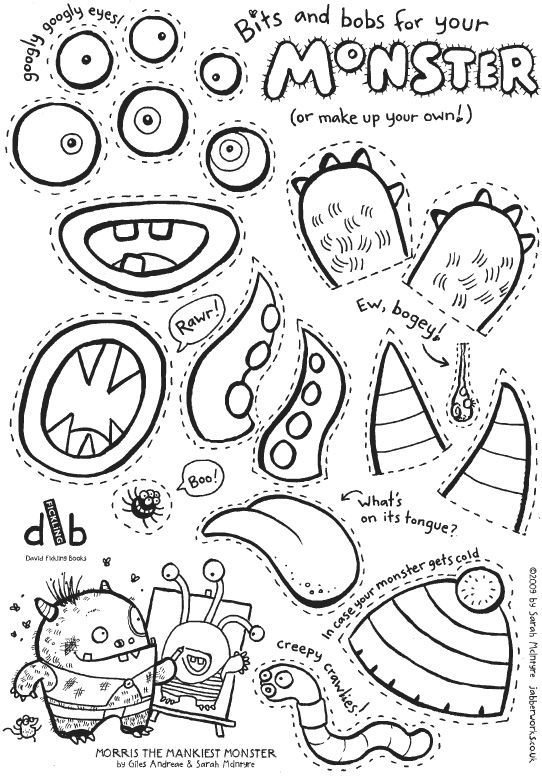 googly googly eyes!
Bits and bobs for your
MONSTER
(or make up your own!)
Rawr!
Ew, bogey!
Boo!
What's
on its tongue?
FICKLING
db
David Fickling Books
In case your monster gets cold
creepy crawlies!
MORRIS THE MANKIEST MONSTER
by Giles Andreae & Sarah McIntyre
©2009 by Sarah McIntyre jabberworks.co.uk